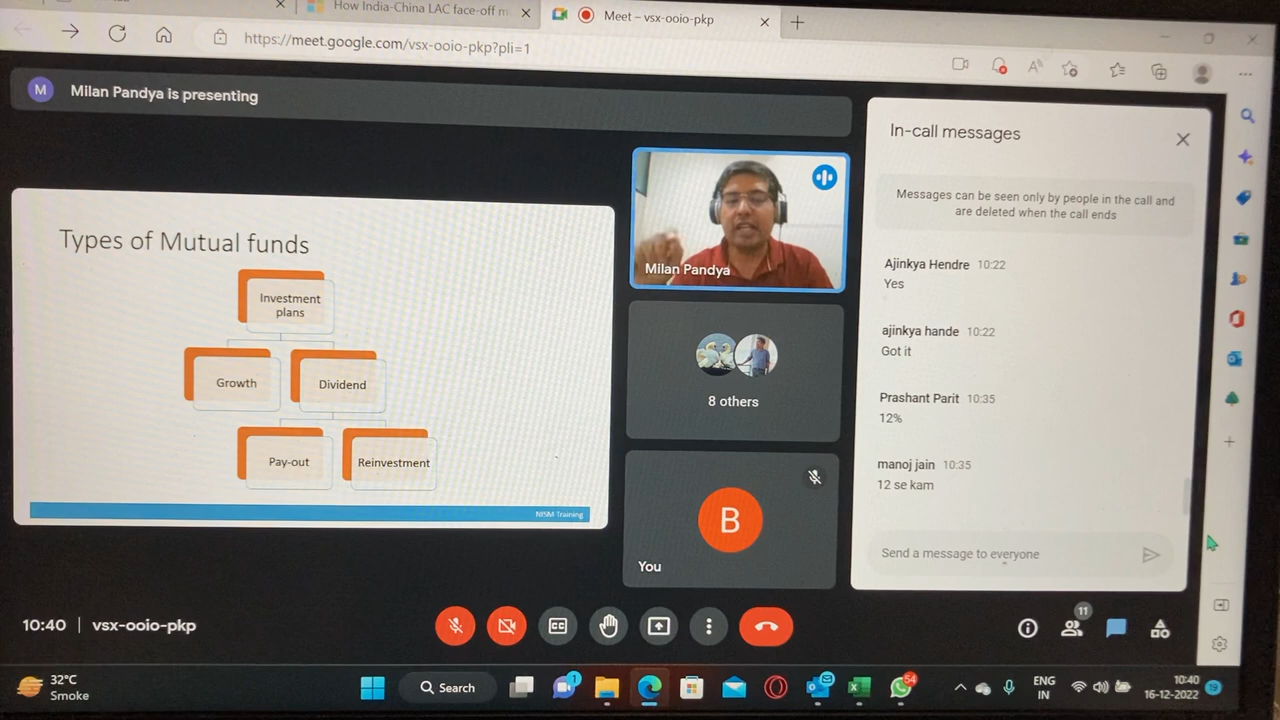 How India-China LAC face-off m
Meet – vsx-ooio-pkp
https://meet.google.com/vsx-ooio-pkp?pli=1
M
Milan Pandya is presenting
Types of Mutual funds
Investment
plans
Growth
Dividend
Pay-out
Reinvestment
NISM Training
Milan Pandya
8 others
B
You
In-call messages
Messages can be seen only by people in the call and
are deleted when the call ends
Ajinkya Hendre 10:22
Yes
ajinkya hande 10:22
Got it
Prashant Parit 10:35
12%
manoj jain 10:35
12 se kam
Send a message to everyone
10:40 | vsx-ooio-pkp
11
32°C
Smoke
Search
1
54
ENG
IN
10:40
16-12-2022